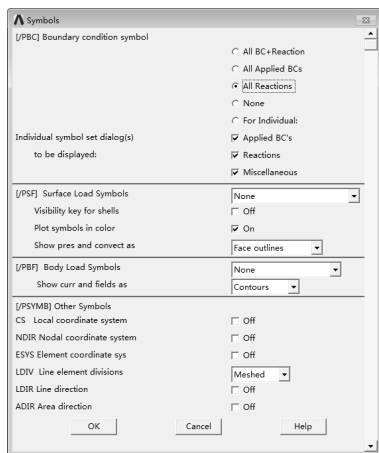 Symbols
[/PBC] Boundary condition symbol
All BC+Reaction
All Applied BCs
All Reactions
None
For Individual:
Individual symbol set dialog(s) Applied BC's
to be displayed: Reactions
Miscellaneous
[/PSF] Surface Load Symbols None
Visibility key for shells Off
Plot symbols in color On
Show pres and convect as Face outlines
[/PBF] Body Load Symbols None
Show curr and fields as Contours
[/PSYMB] Other Symbols
CS Local coordinate system Off
NDIR Nodal coordinate system Off
ESYS Element coordinate sys Off
LDIV Line element divisions Meshed
LDIR Line direction Off
ADIR Area direction Off
OK Cancel Help